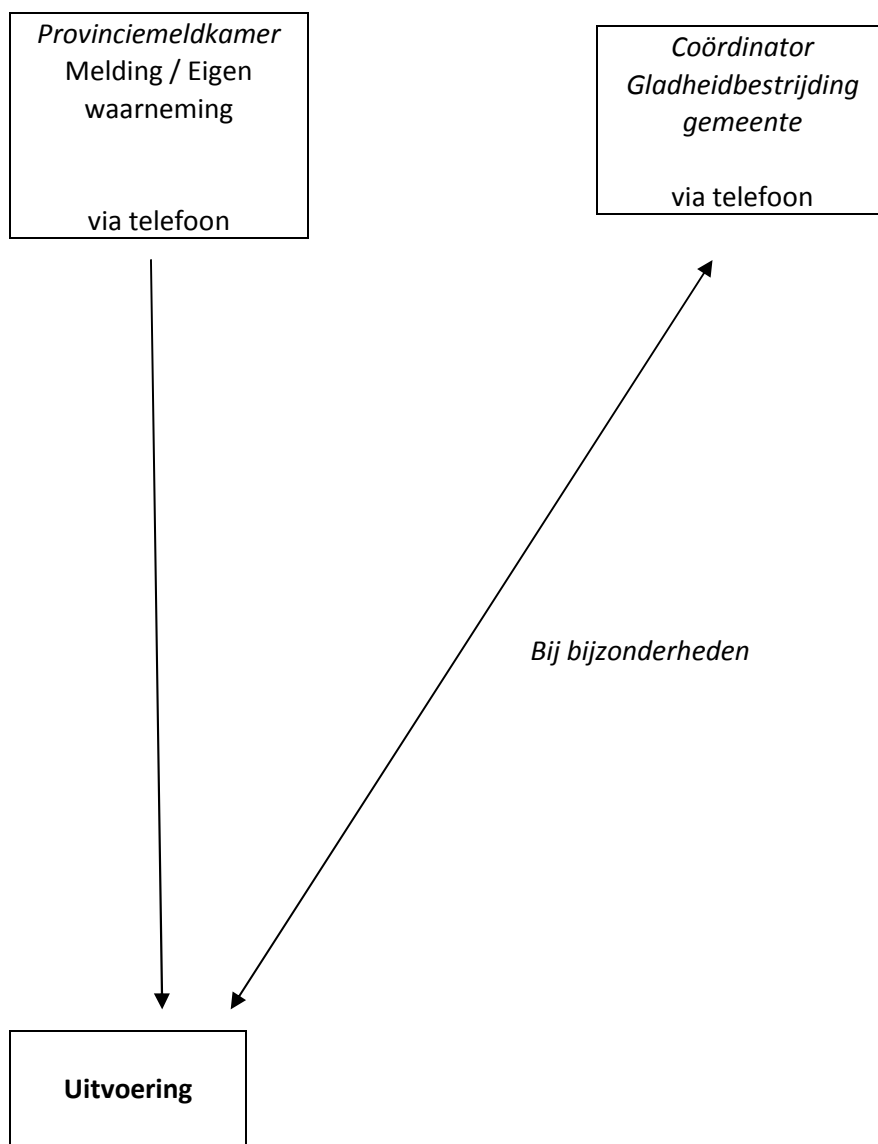 Provinciemeldkamer
Melding / Eigen
waarneming
via telefoon
Coördinator
Gladheidbestrijding
gemeente
via telefoon
Bij bijzonderheden
Uitvoering